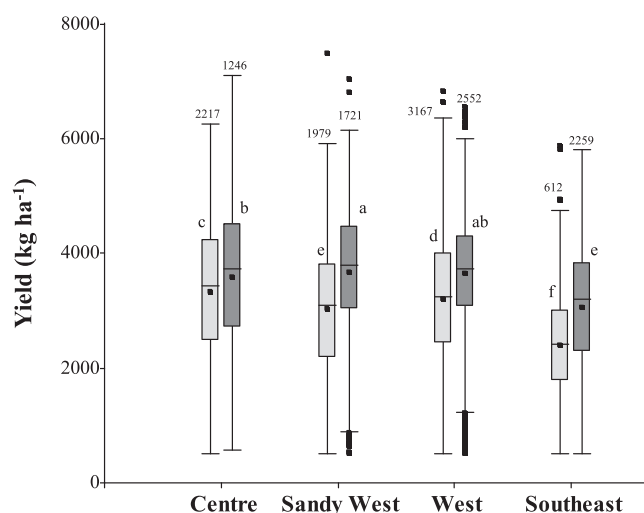 8000
6000
4000
2000
0
Yield (kg ha-1)
2217
1246
c
b
1979
1721
e
a
3167
2552
d
ab
612
2259
f
e
Centre
Sandy West
West
Southeast